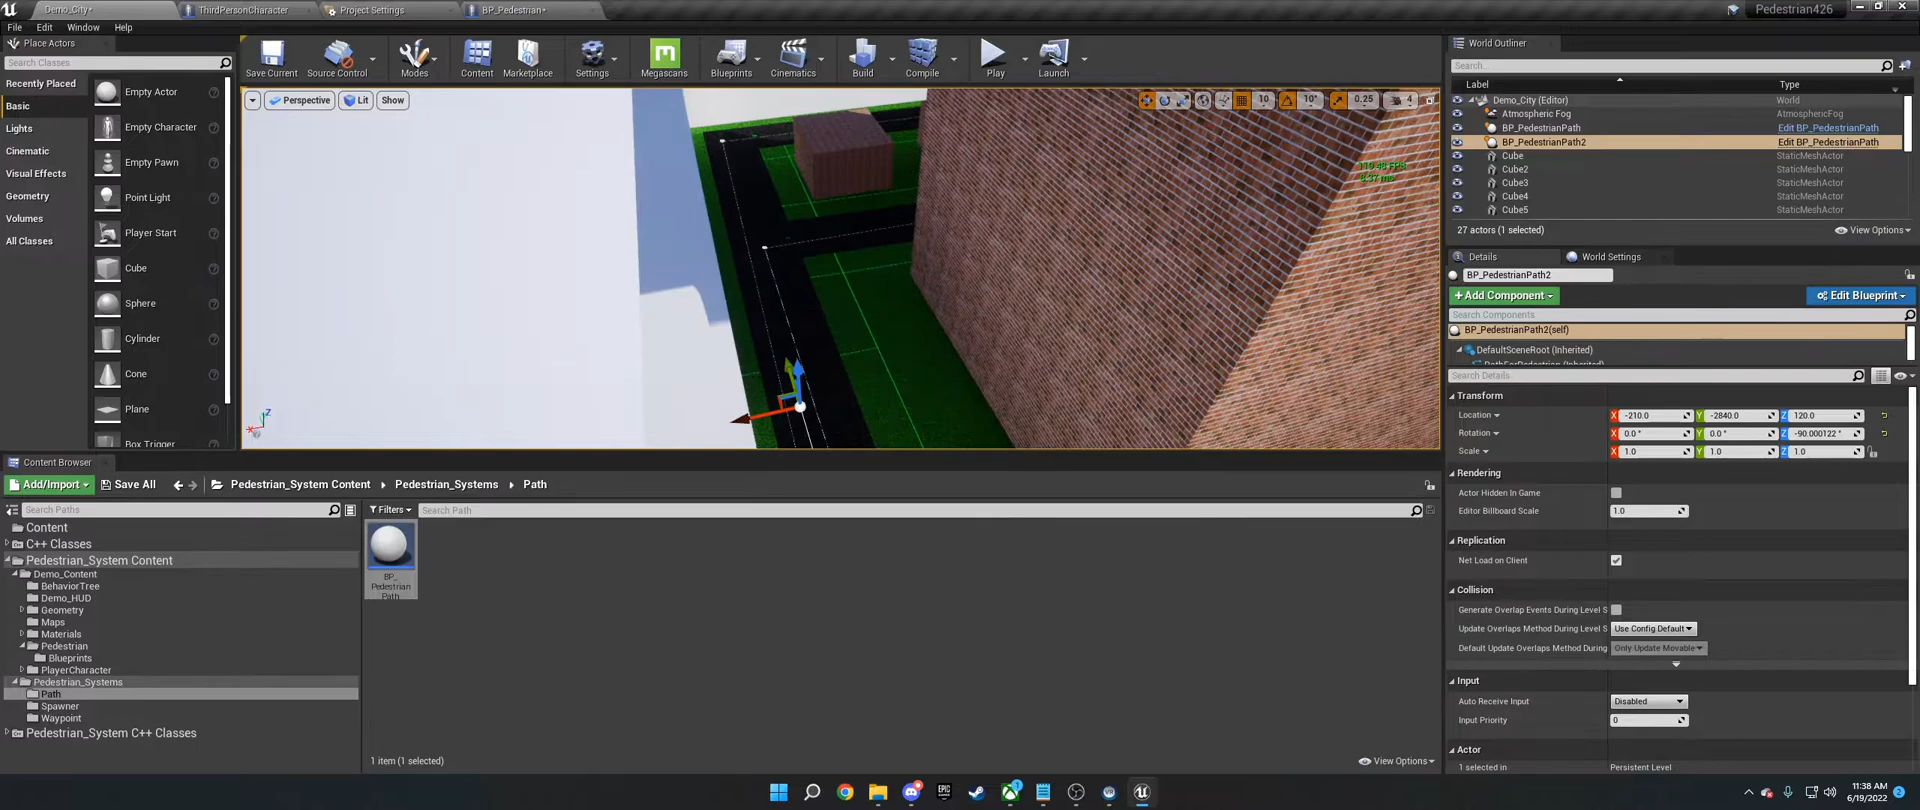 Demo_City•
ThirdPersonCharacter
Project Settings
BP_Pedestrian•
Pedestrian426
File Edit Window Help
Place Actors
Search Classes
Recently Placed
Basic
Lights
Cinematic
Visual Effects
Geometry
Volumes
All Classes
Empty Actor
Empty Character
Empty Pawn
Point Light
Player Start
Cube
Sphere
Cylinder
Cone
Plane
Box Trigger
Save Current
Source Control
Modes
Content
Marketplace
Settings
Megascans
Blueprints
Cinematics
Build
Compile
Play
Launch
Perspective
Lit
Show
10
10°
0.25
4
Z
X
World Outliner
Search...
Label
Type
Demo_City (Editor) World
Atmospheric Fog AtmosphericFog
BP_PedestrianPath Edit BP_PedestrianPath
BP_PedestrianPath2 Edit BP_PedestrianPath
Cube StaticMeshActor
Cube2 StaticMeshActor
Cube3 StaticMeshActor
Cube4 StaticMeshActor
Cube5 StaticMeshActor
27 actors (1 selected)
View Options
Details
World Settings
BP_PedestrianPath2
+Add Component
Edit Blueprint
Search Components
BP_PedestrianPath2(self)
DefaultSceneRoot (Inherited)
Search Details
Transform
Location X -210.0 Y -2840.0 Z 120.0
Rotation X 0.0 ° Y 0.0 ° Z -90.000122 °
Scale X 1.0 Y 1.0 Z 1.0
Rendering
Actor Hidden In Game
Editor Billboard Scale 1.0
Replication
Net Load on Client
Collision
Generate Overlap Events During Level S
Update Overlaps Method During Level S Use Config Default
Default Update Overlaps Method During Only Update Movable
Input
Auto Receive Input Disabled
Input Priority 0
Actor
1 selected in Persistent Level
Content Browser
Add/Import
Save All
Pedestrian_System Content
Pedestrian_Systems
Path
Search Paths
Filters
Search Path
Content
C++ Classes
Pedestrian_System Content
Demo_Content
BehaviorTree
Demo_HUD
Geometry
Maps
Materials
Pedestrian
Blueprints
PlayerCharacter
Pedestrian_Systems
Path
Spawner
Waypoint
Pedestrian_System C++ Classes
BP_
Pedestrian
Path
1 item (1 selected)
View Options
EPIC
11:38 AM
6/19/2022